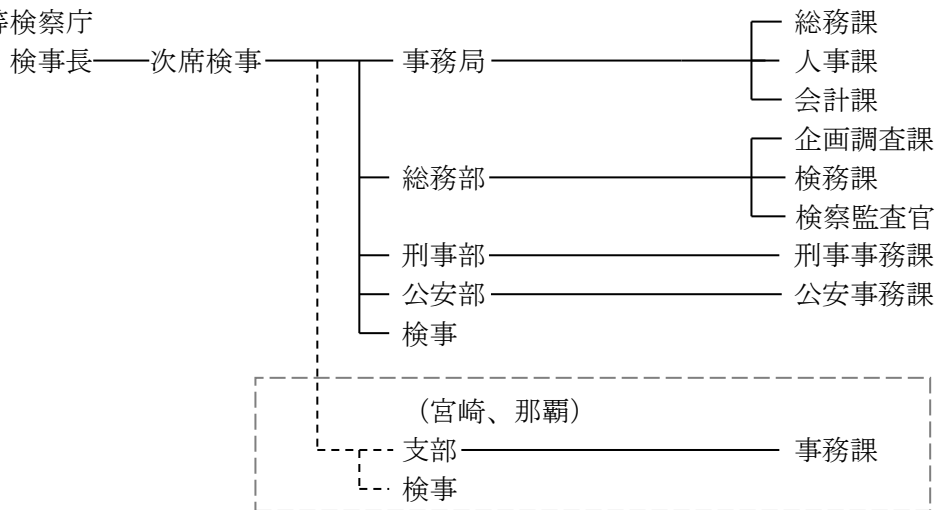 等検察庁
検事長 次席検事 事務局 総務課
人事課
会計課
企画調査課
総務部 検務課
検察監査官
刑事部 刑事事務課
公安部 公安事務課
検事
（宮崎、那覇）
支部 事務課
検事